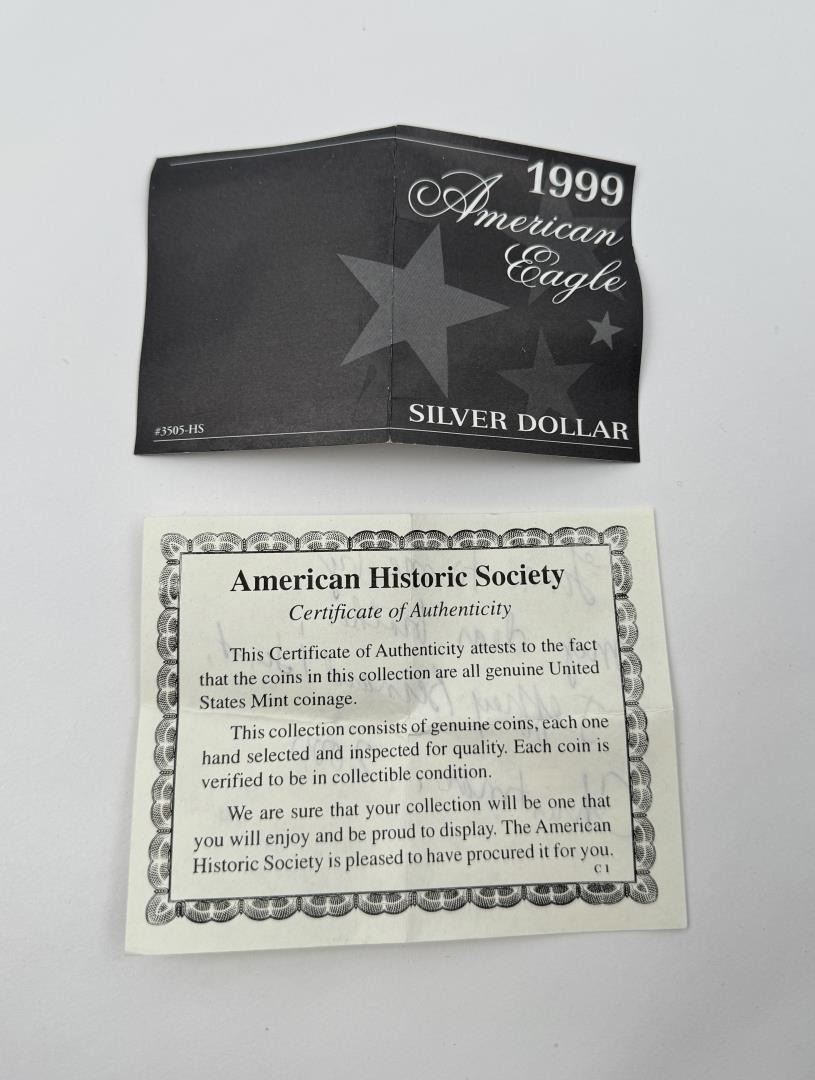 1999
American
Eagle
SILVER DOLLAR
#3505-HS
American Historic Society
Certificate of Authenticity
This Certificate of Authenticity attests to the fact
that the coins in this collection are all genuine United
States Mint coinage.
This collection consists of genuine coins, each one
hand selected and inspected for quality. Each coin is
verified to be in collectible condition.
We are sure that your collection will be one that
you will enjoy and be proud to display. The American
Historic Society is pleased to have procured it for you.
C1